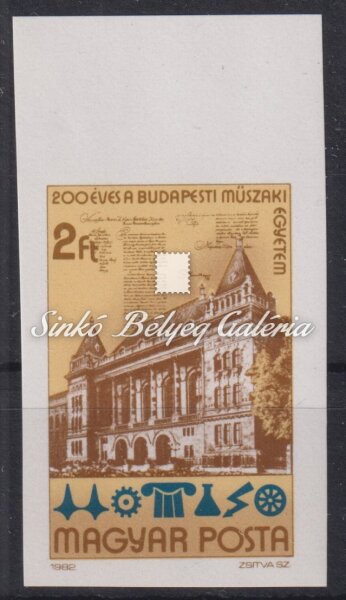 200 ÉVES A BUDAPESTI MŰSZAKI
EGYETEM
2Ft
Sinkó Bélyeg Galéria
MAGYAR POSTA
1982
ZSITVA SZ.